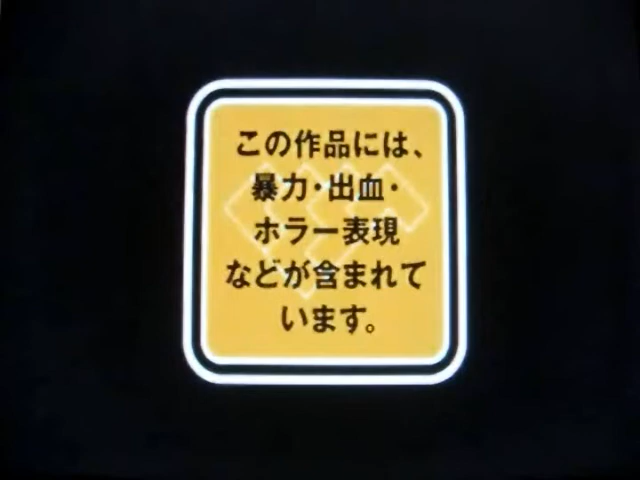 この作品には、
暴力・出血・
ホラー表現
などが含まれて
います。